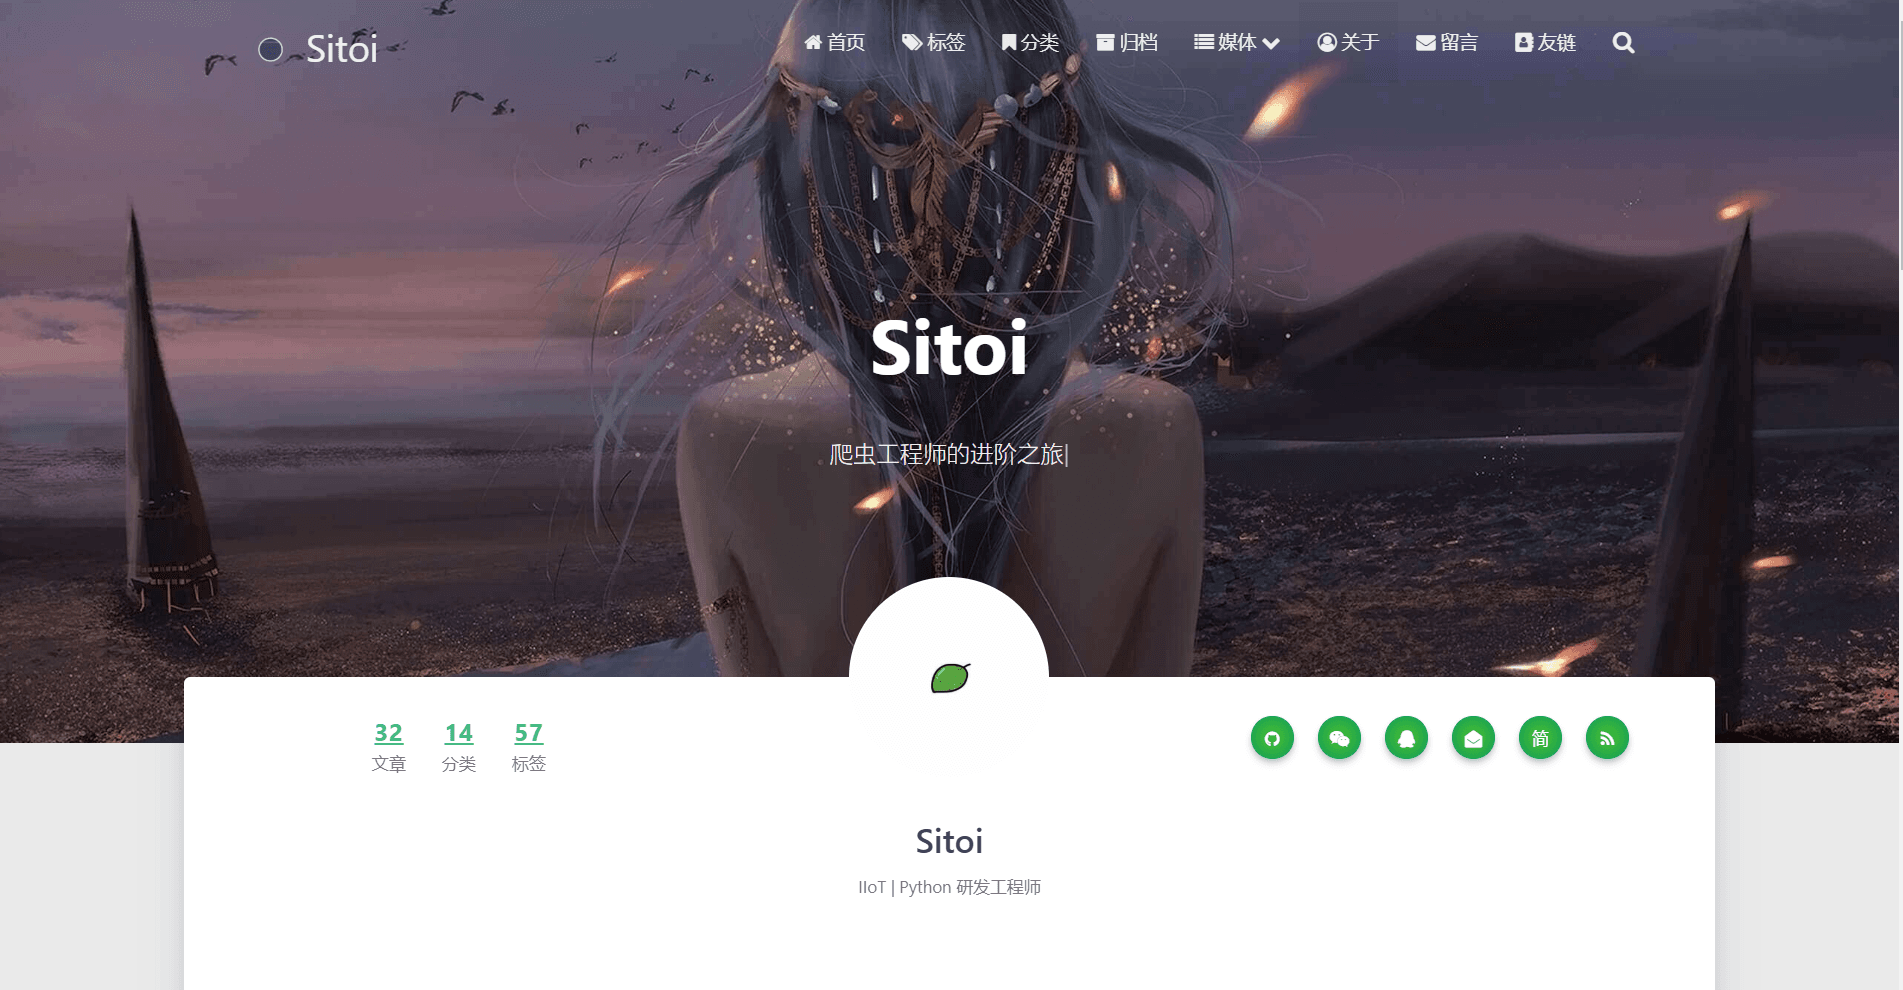 Sitoi 首页 标签 分类 归档 媒体 关于 留言 友链
Sitoi
爬虫工程师的进阶之旅|
32 14 57
文章 分类 标签
简
Sitoi
IIoT | Python 研发工程师